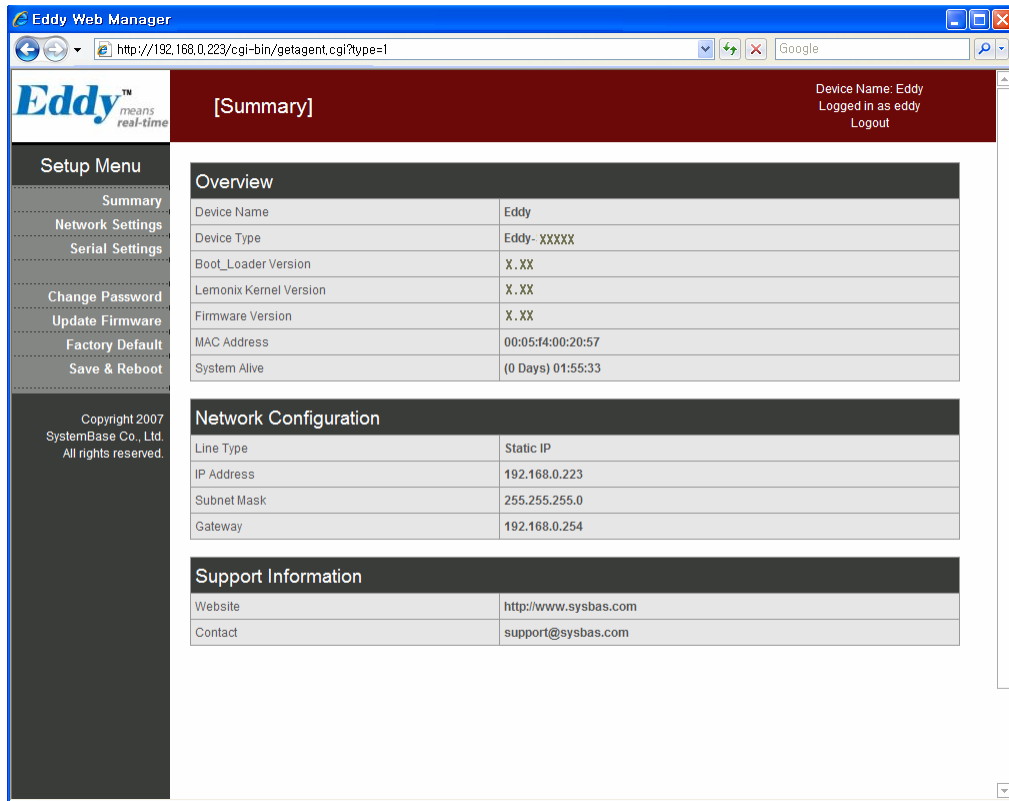 Eddy Web Manager
http://192,168,0,223/cgi-bin/getagent,cgi?type=1
Google
Eddy™ means real-time
[Summary]
Device Name: Eddy
Logged in as eddy
Logout
Setup Menu
Summary
Network Settings
Serial Settings
Change Password
Update Firmware
Factory Default
Save & Reboot
Copyright 2007
SystemBase Co., Ltd.
All rights reserved.
Overview
Device Name Eddy
Device Type Eddy- XXXXX
Boot_Loader Version X.XX
Lemonix Kernel Version X.XX
Firmware Version X.XX
MAC Address 00:05:f4:00:20:57
System Alive (0 Days) 01:55:33
Network Configuration
Line Type Static IP
IP Address 192.168.0.223
Subnet Mask 255.255.255.0
Gateway 192.168.0.254
Support Information
Website http://www.sysbas.com
Contact support@sysbas.com